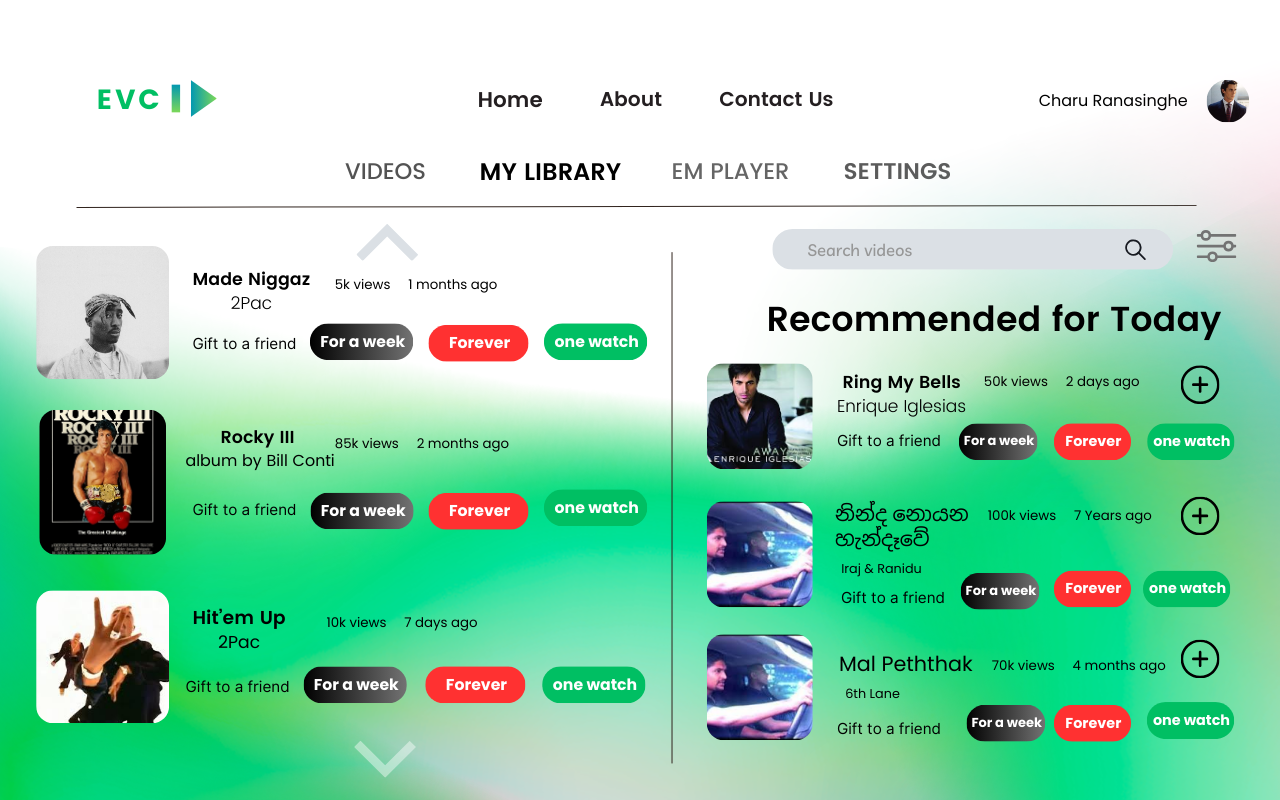 EVC
Home About Contact Us
Charu Ranasinghe
VIDEOS MY LIBRARY EM PLAYER SETTINGS
Made Niggaz 5k views 1 months ago
2Pac
Gift to a friend For a week Forever one watch
ROCKY III
ROCKY III
The Greatest Challenge
Rocky III 85k views 2 months ago
album by Bill Conti
Gift to a friend For a week Forever one watch
Hit'em Up 10k views 7 days ago
2Pac
Gift to a friend For a week Forever one watch
Search videos
Recommended for Today
AWAY
ENRIQUE IGLESIAS
Ring My Bells 50k views 2 days ago
Enrique Iglesias
Gift to a friend For a week Forever one watch
නින්ද නොයන 100k views 7 Years ago
හැන්දෑවේ
Iraj & Ranidu
Gift to a friend For a week Forever one watch
Mal Peththak 70k views 4 months ago
6th Lane
Gift to a friend For a week Forever one watch